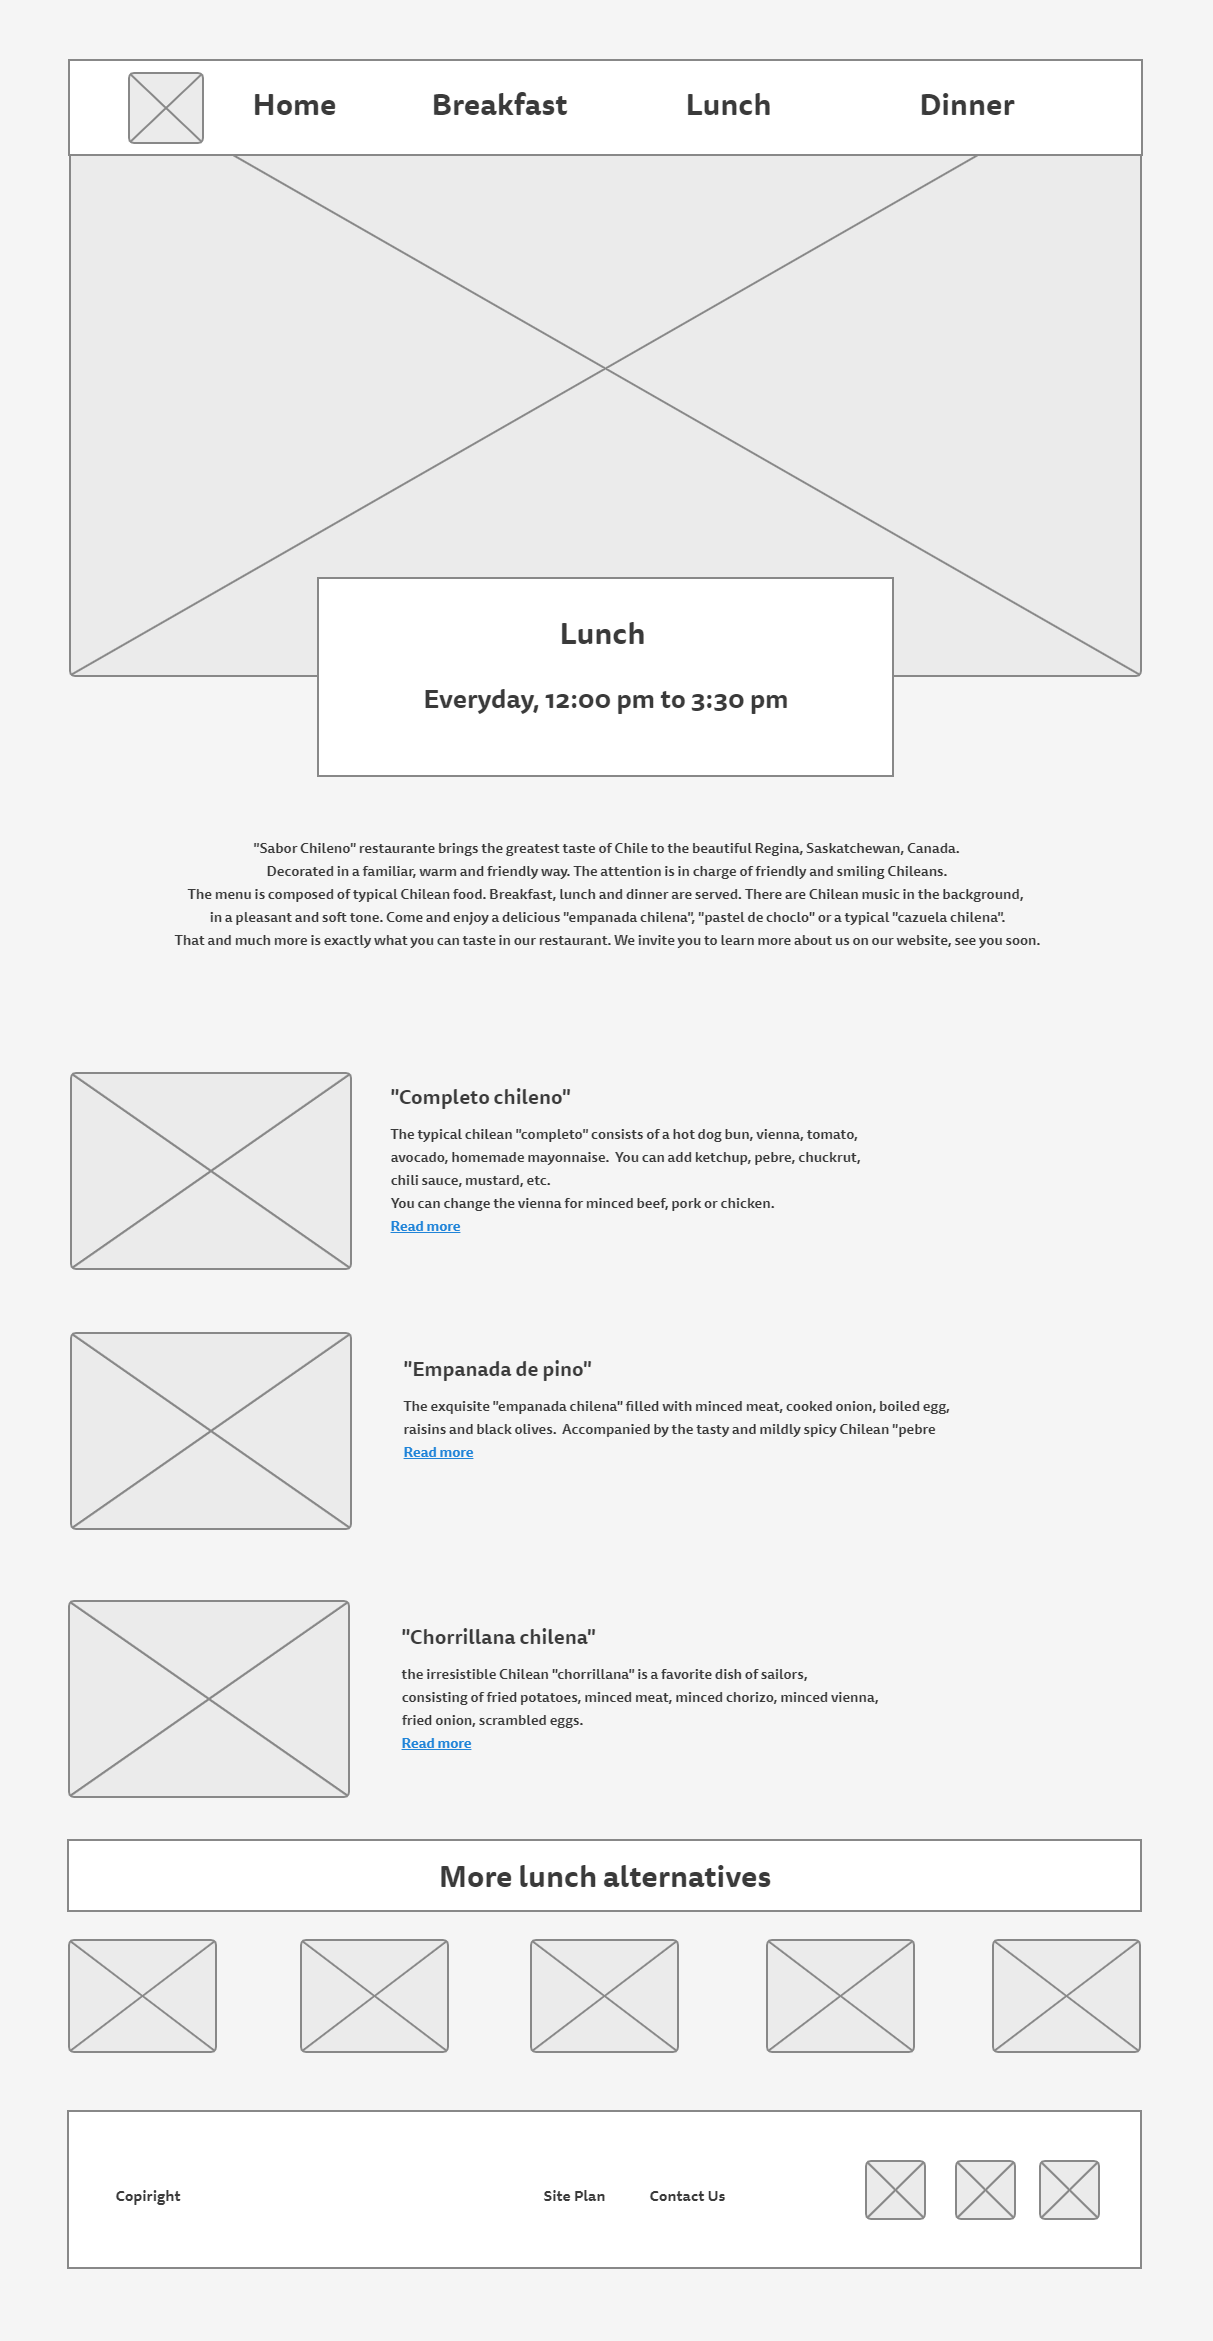 Home Breakfast Lunch Dinner
Lunch
Everyday, 12:00 pm to 3:30 pm
"Sabor Chileno" restaurante brings the greatest taste of Chile to the beautiful Regina, Saskatchewan, Canada.
Decorated in a familiar, warm and friendly way. The attention is in charge of friendly and smiling Chileans.
The menu is composed of typical Chilean food. Breakfast, lunch and dinner are served. There are Chilean music in the background,
in a pleasant and soft tone. Come and enjoy a delicious "empanada chilena", "pastel de choclo" or a typical "cazuela chilena".
That and much more is exactly what you can taste in our restaurant. We invite you to learn more about us on our website, see you soon.
"Completo chileno"
The typical chilean "completo" consists of a hot dog bun, vienna, tomato,
avocado, homemade mayonnaise.  You can add ketchup, pebre, chuckrut,
chili sauce, mustard, etc.
You can change the vienna for minced beef, pork or chicken.
Read more
"Empanada de pino"
The exquisite "empanada chilena" filled with minced meat, cooked onion, boiled egg,
raisins and black olives.  Accompanied by the tasty and mildly spicy Chilean "pebre
Read more
"Chorrillana chilena"
the irresistible Chilean "chorrillana" is a favorite dish of sailors,
consisting of fried potatoes, minced meat, minced chorizo, minced vienna,
fried onion, scrambled eggs.
Read more
More lunch alternatives
Copiright Site Plan Contact Us